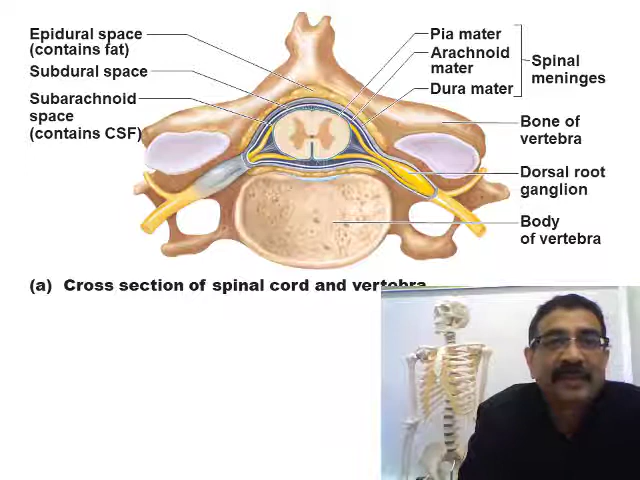 Epidural space
(contains fat)
Subdural space
Subarachnoid
space
(contains CSF)
Pia mater
Arachnoid
mater
Dura mater
Spinal
meninges
Bone of
vertebra
Dorsal root
ganglion
Body
of vertebra
(a) Cross section of spinal cord and vertebra